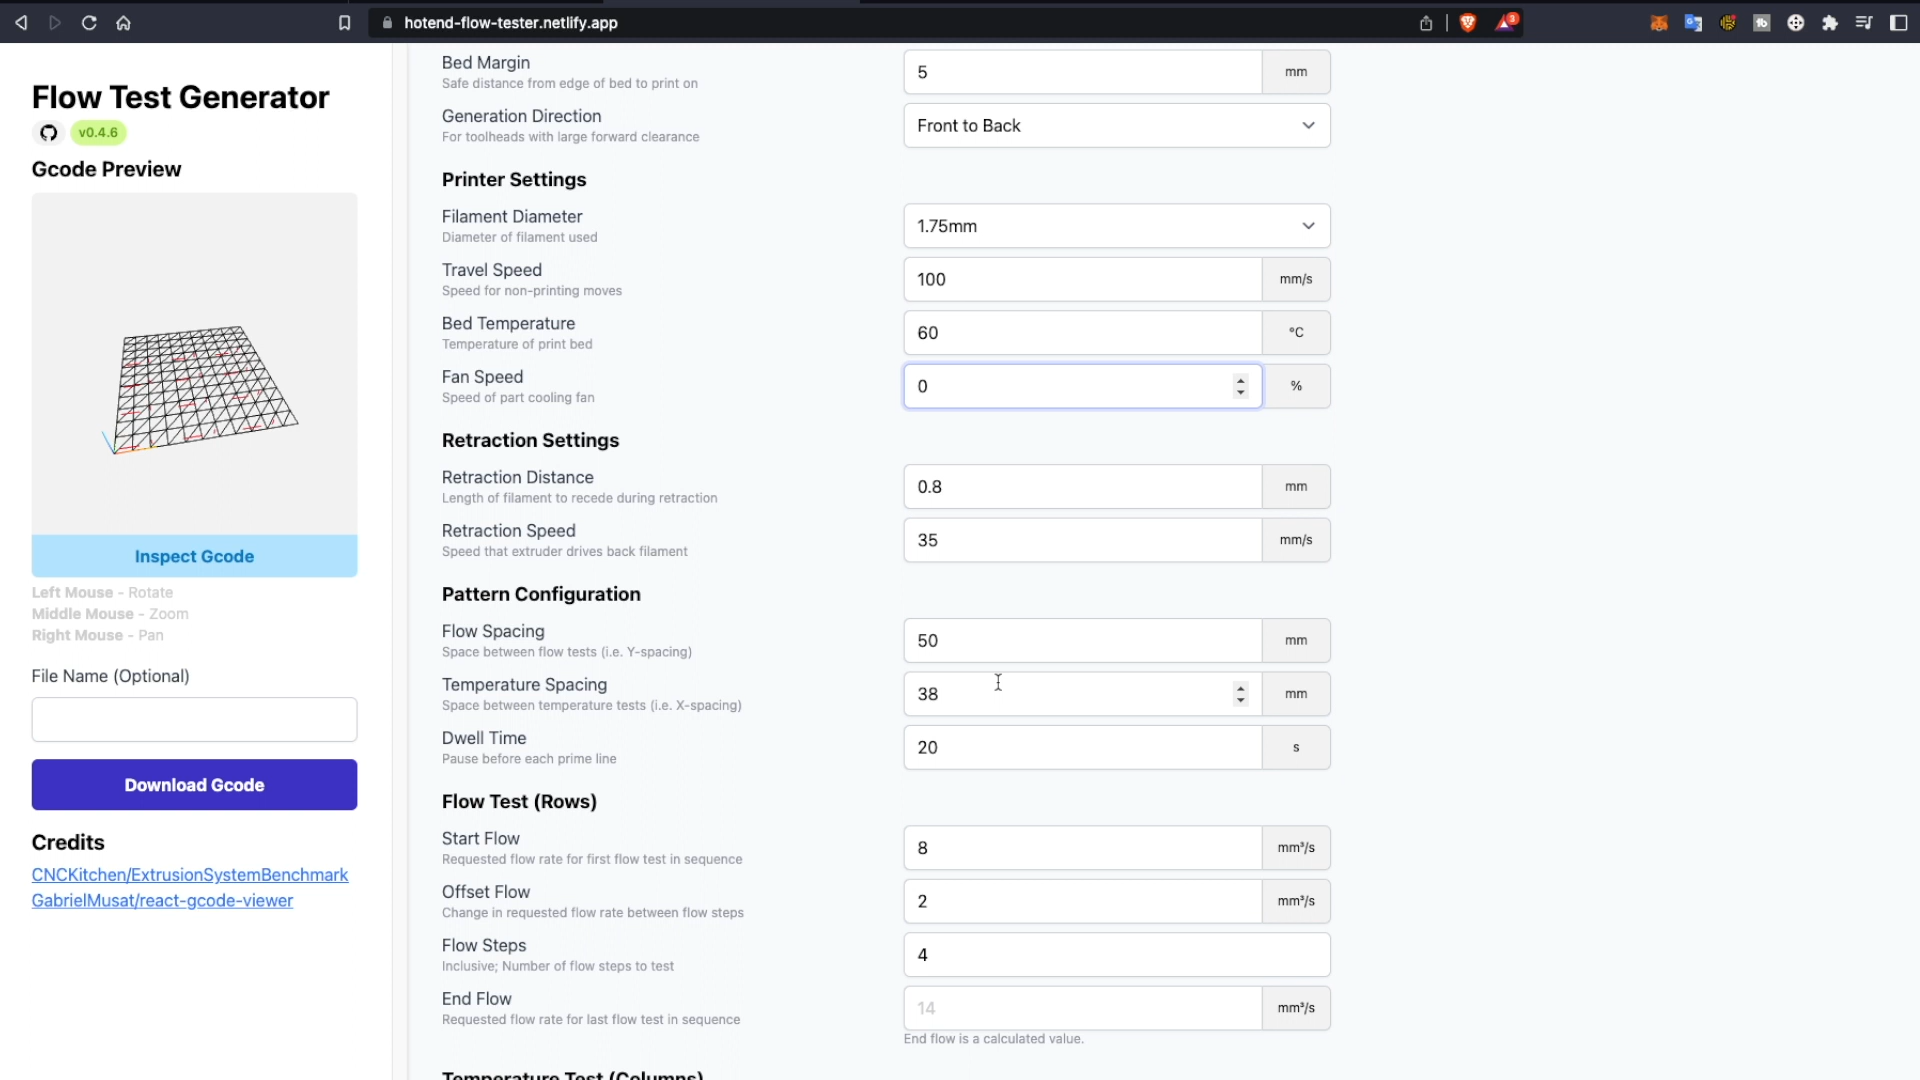 hotend-flow-tester.netlify.app
3
Flow Test Generator
v0.4.6
Gcode Preview
Inspect Gcode
Left Mouse - Rotate
Middle Mouse - Zoom
Right Mouse - Pan
File Name (Optional)
Download Gcode
Credits
CNCKitchen/ExtrusionSystemBenchmark
GabrielMusat/react-gcode-viewer
Bed Margin
Safe distance from edge of bed to print on
5 mm
Generation Direction
For toolheads with large forward clearance
Front to Back
Printer Settings
Filament Diameter
Diameter of filament used
1.75mm
Travel Speed
Speed for non-printing moves
100 mm/s
Bed Temperature
Temperature of print bed
60 °C
Fan Speed
Speed of part cooling fan
0 %
Retraction Settings
Retraction Distance
Length of filament to recede during retraction
0.8 mm
Retraction Speed
Speed that extruder drives back filament
35 mm/s
Pattern Configuration
Flow Spacing
Space between flow tests (i.e. Y-spacing)
50 mm
Temperature Spacing
Space between temperature tests (i.e. X-spacing)
38 mm
Dwell Time
Pause before each prime line
20 s
Flow Test (Rows)
Start Flow
Requested flow rate for first flow test in sequence
8 mm³/s
Offset Flow
Change in requested flow rate between flow steps
2 mm³/s
Flow Steps
Inclusive; Number of flow steps to test
4
End Flow
Requested flow rate for last flow test in sequence
14 mm³/s
End flow is a calculated value.
Temperature Test (Columns)